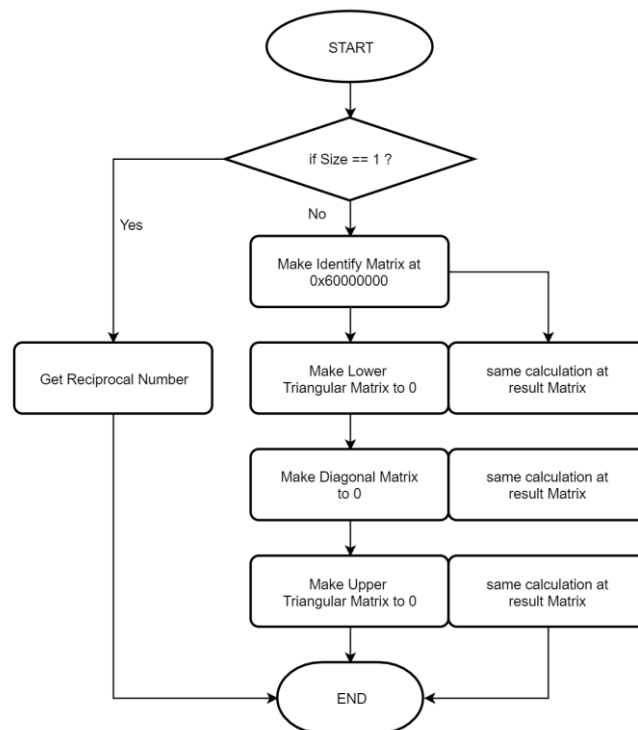 START
if Size == 1 ?
Yes
No
Make Identify Matrix at
0x60000000
Get Reciprocal Number
Make Lower
Triangular Matrix to 0
same calculation at
result Matrix
Make Diagonal Matrix
to 0
same calculation at
result Matrix
Make Upper
Triangular Matrix to 0
same calculation at
result Matrix
END